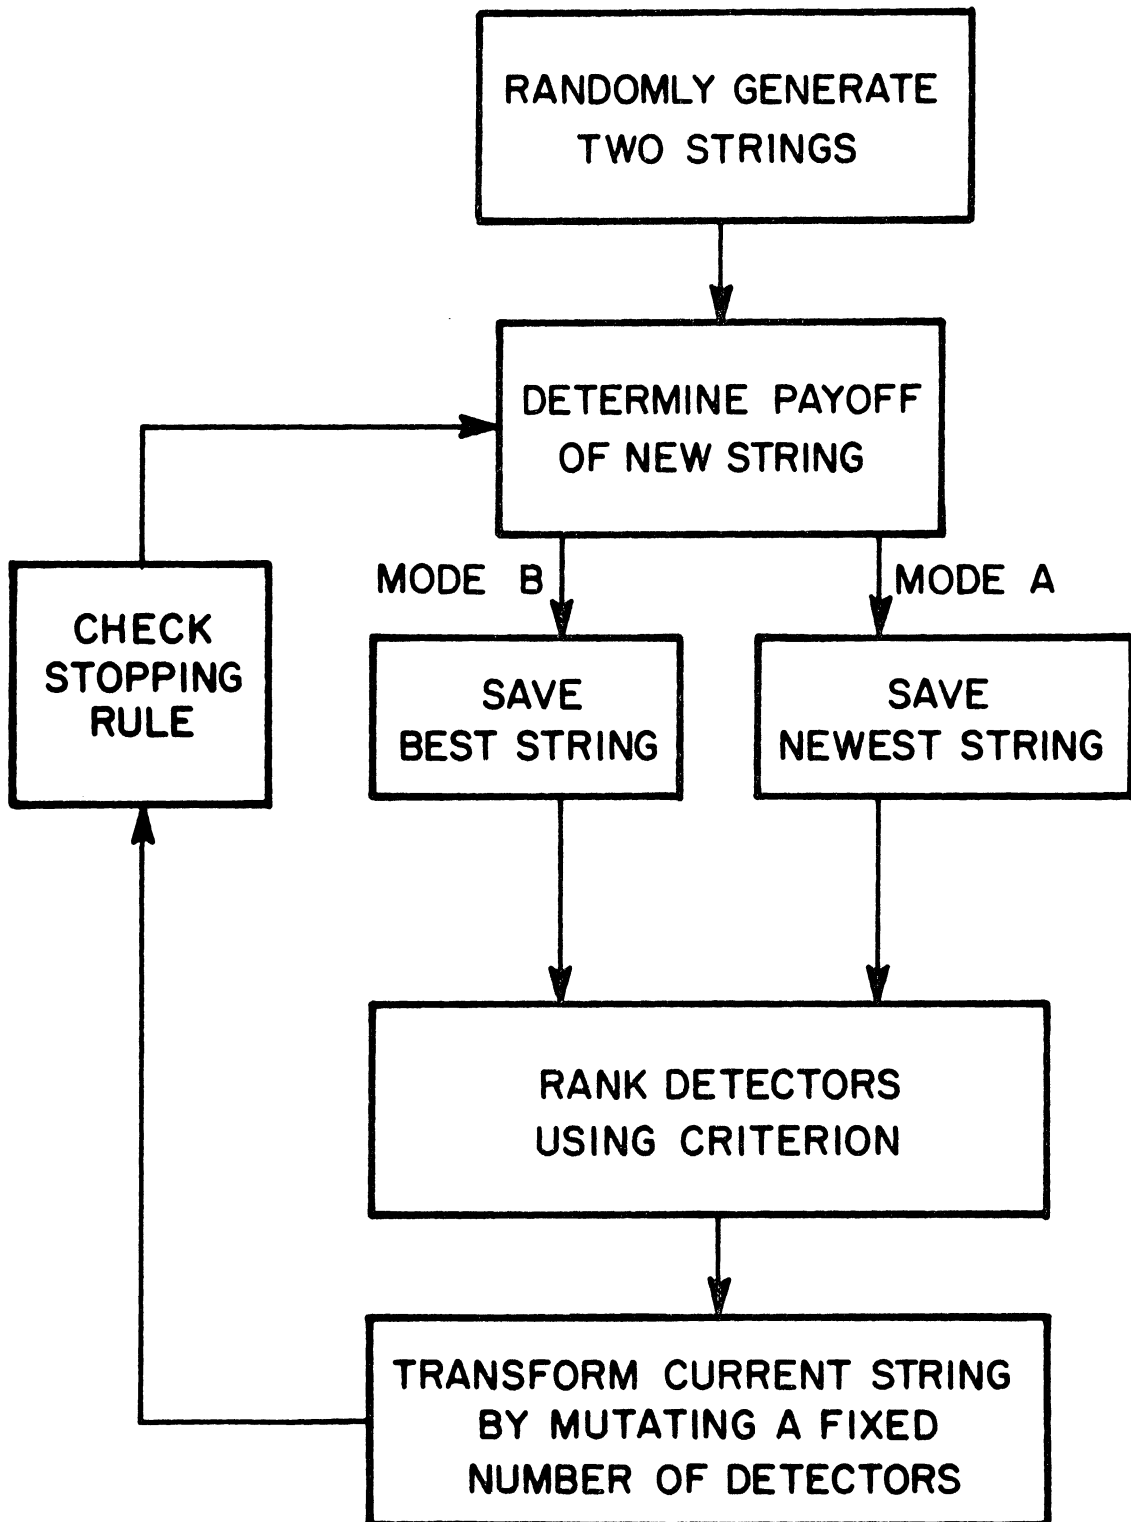 RANDOMLY GENERATE
TWO STRINGS
DETERMINE PAYOFF
OF NEW STRING
MODE B
MODE A
CHECK
STOPPING
RULE
SAVE
BEST STRING
SAVE
NEWEST STRING
RANK DETECTORS
USING CRITERION
TRANSFORM CURRENT STRING
BY MUTATING A FIXED
NUMBER OF DETECTORS